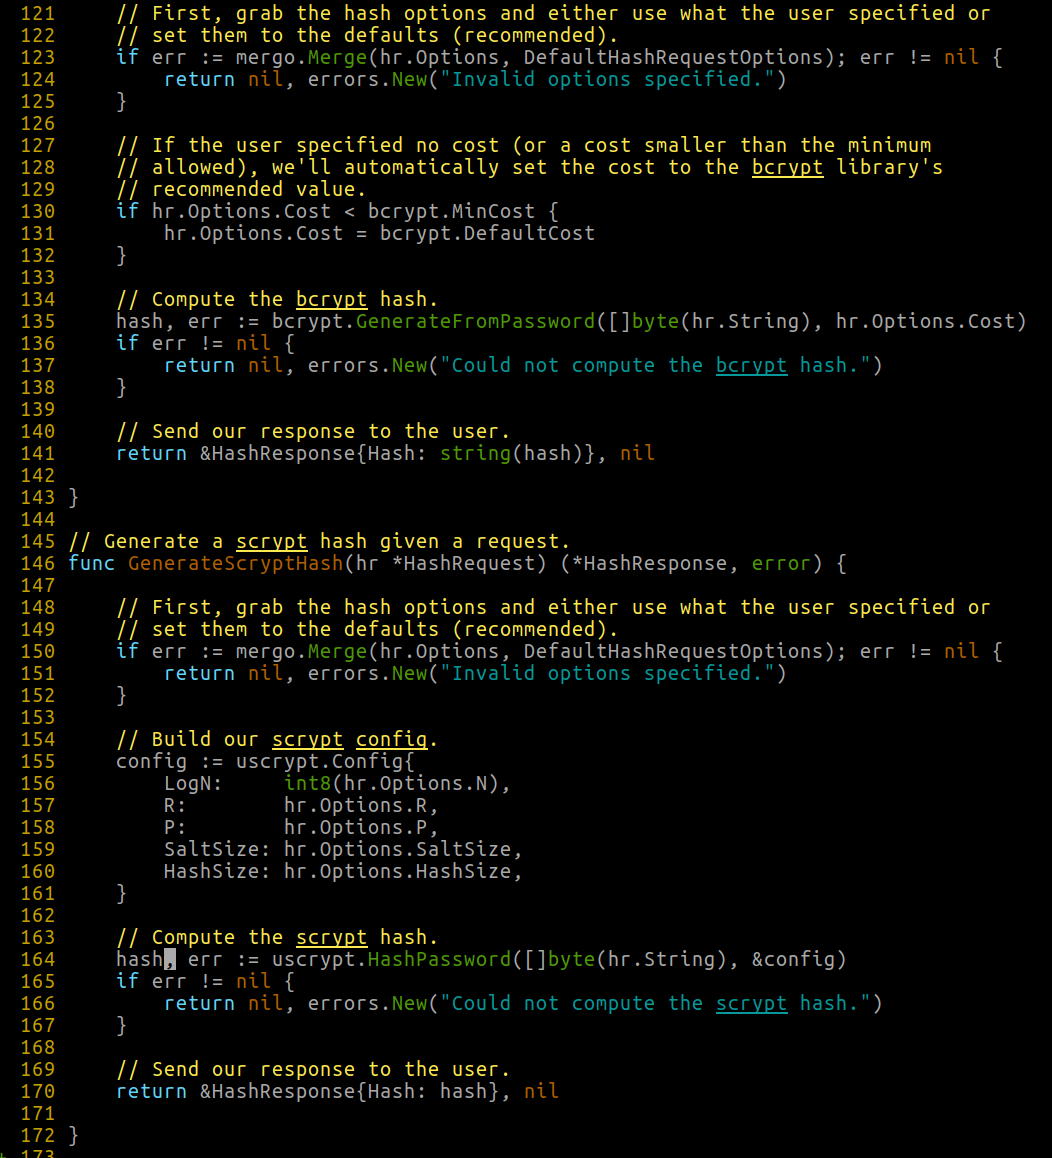 121     // First, grab the hash options and either use what the user specified or
122     // set them to the defaults (recommended).
123     if err := mergo.Merge(hr.Options, DefaultHashRequestOptions); err != nil {
124         return nil, errors.New("Invalid options specified.")
125     }
126
127     // If the user specified no cost (or a cost smaller than the minimum
128     // allowed), we'll automatically set the cost to the bcrypt library's
129     // recommended value.
130     if hr.Options.Cost < bcrypt.MinCost {
131         hr.Options.Cost = bcrypt.DefaultCost
132     }
133
134     // Compute the bcrypt hash.
135     hash, err := bcrypt.GenerateFromPassword([]byte(hr.String), hr.Options.Cost)
136     if err != nil {
137         return nil, errors.New("Could not compute the bcrypt hash.")
138     }
139
140     // Send our response to the user.
141     return &HashResponse{Hash: string(hash)}, nil
142
143 }
144
145 // Generate a scrypt hash given a request.
146 func GenerateScryptHash(hr *HashRequest) (*HashResponse, error) {
147
148     // First, grab the hash options and either use what the user specified or
149     // set them to the defaults (recommended).
150     if err := mergo.Merge(hr.Options, DefaultHashRequestOptions); err != nil {
151         return nil, errors.New("Invalid options specified.")
152     }
153
154     // Build our scrypt config.
155     config := uscrypt.Config{
156         LogN:     int8(hr.Options.N),
157         R:        hr.Options.R,
158         P:        hr.Options.P,
159         SaltSize: hr.Options.SaltSize,
160         HashSize: hr.Options.HashSize,
161     }
162
163     // Compute the scrypt hash.
164     hash, err := uscrypt.HashPassword([]byte(hr.String), &config)
165     if err != nil {
166         return nil, errors.New("Could not compute the scrypt hash.")
167     }
168
169     // Send our response to the user.
170     return &HashResponse{Hash: hash}, nil
171
172 }
173